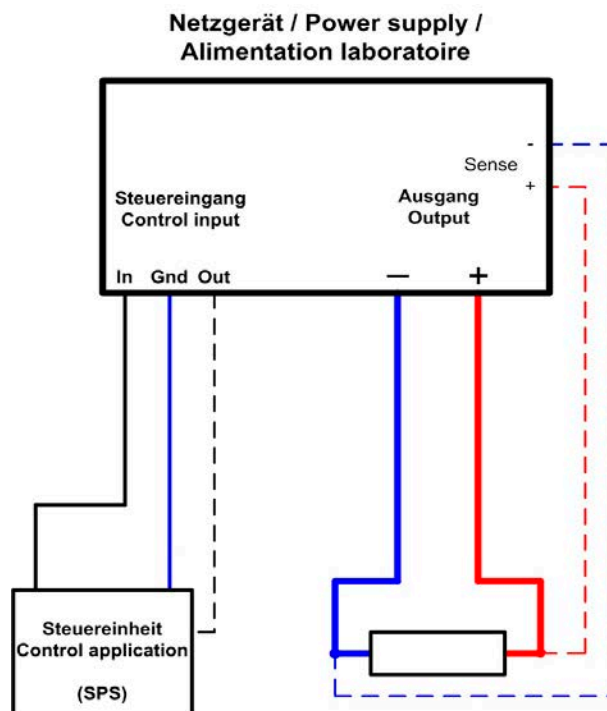 Netzgerät / Power supply /
Alimentation laboratoire
-
Sense
+
Steuereingang
Control input
Ausgang
Output
In Gnd Out
— +
Steuereinheit
Control application
(SPS)